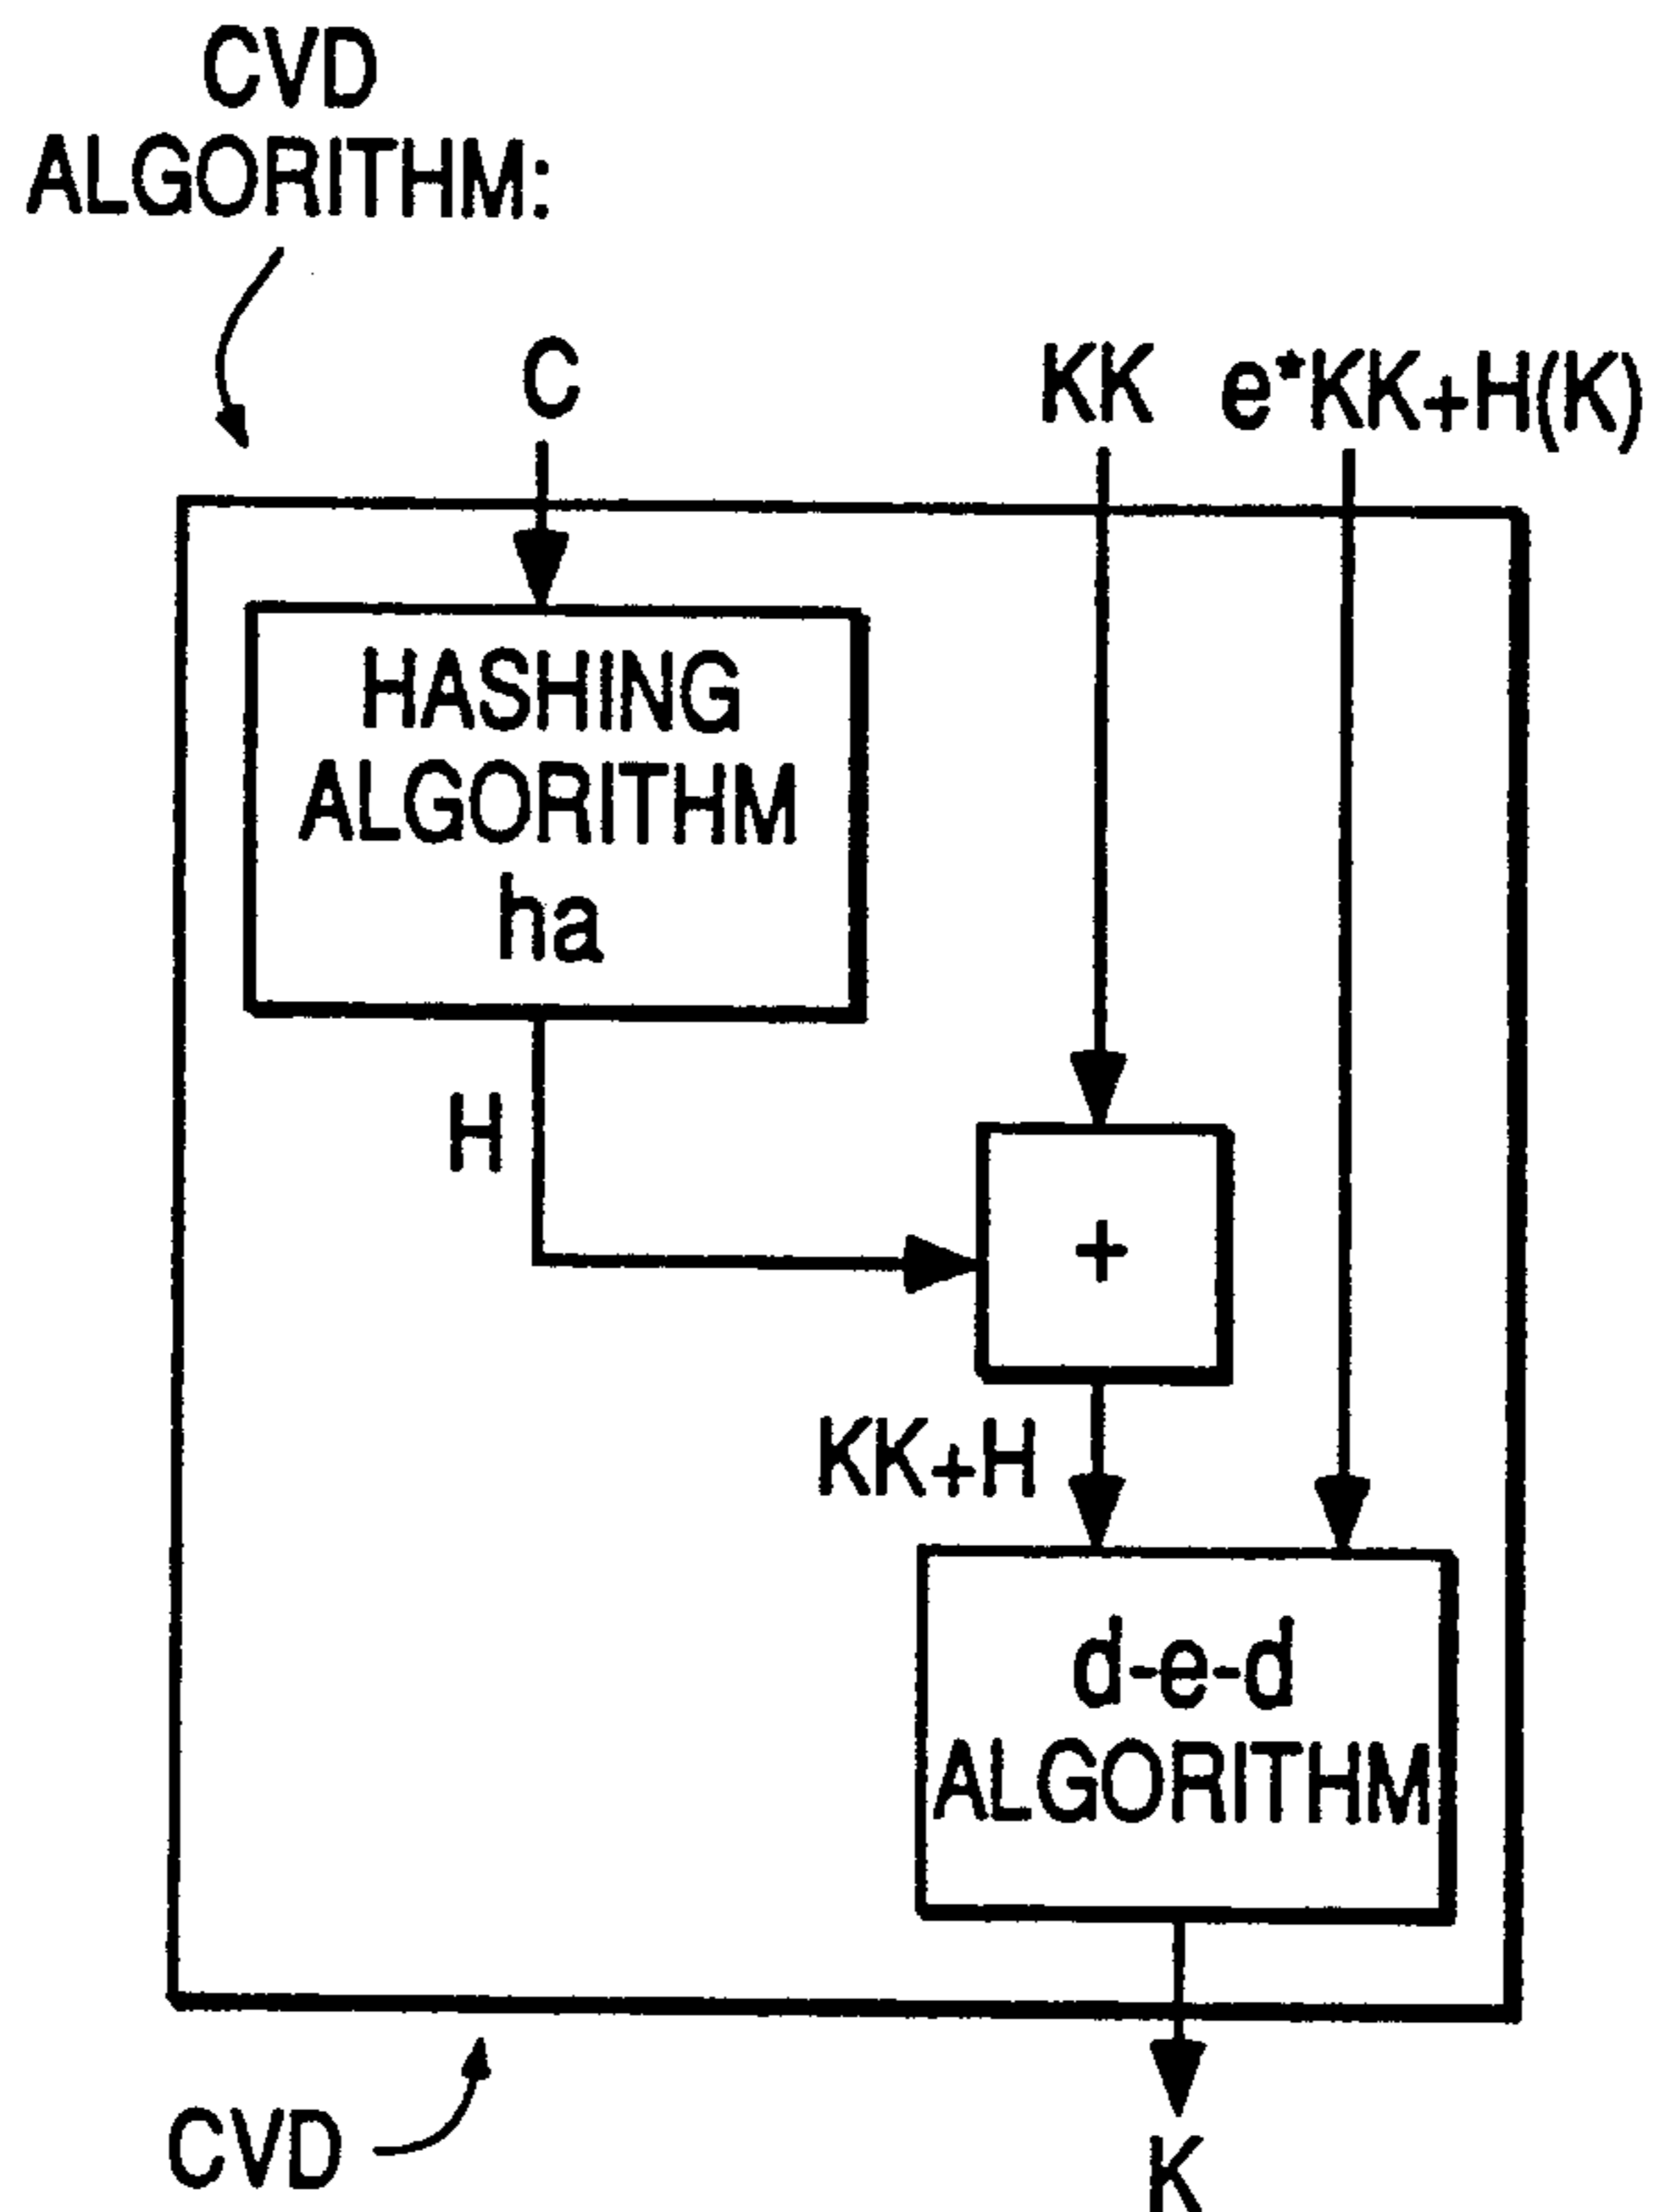 CVD
ALGORITHM:
C
KK
e*KK+H(K)
HASHING
ALGORITHM
ha
H
+
KK+H
d-e-d
ALGORITHM
CVD
K